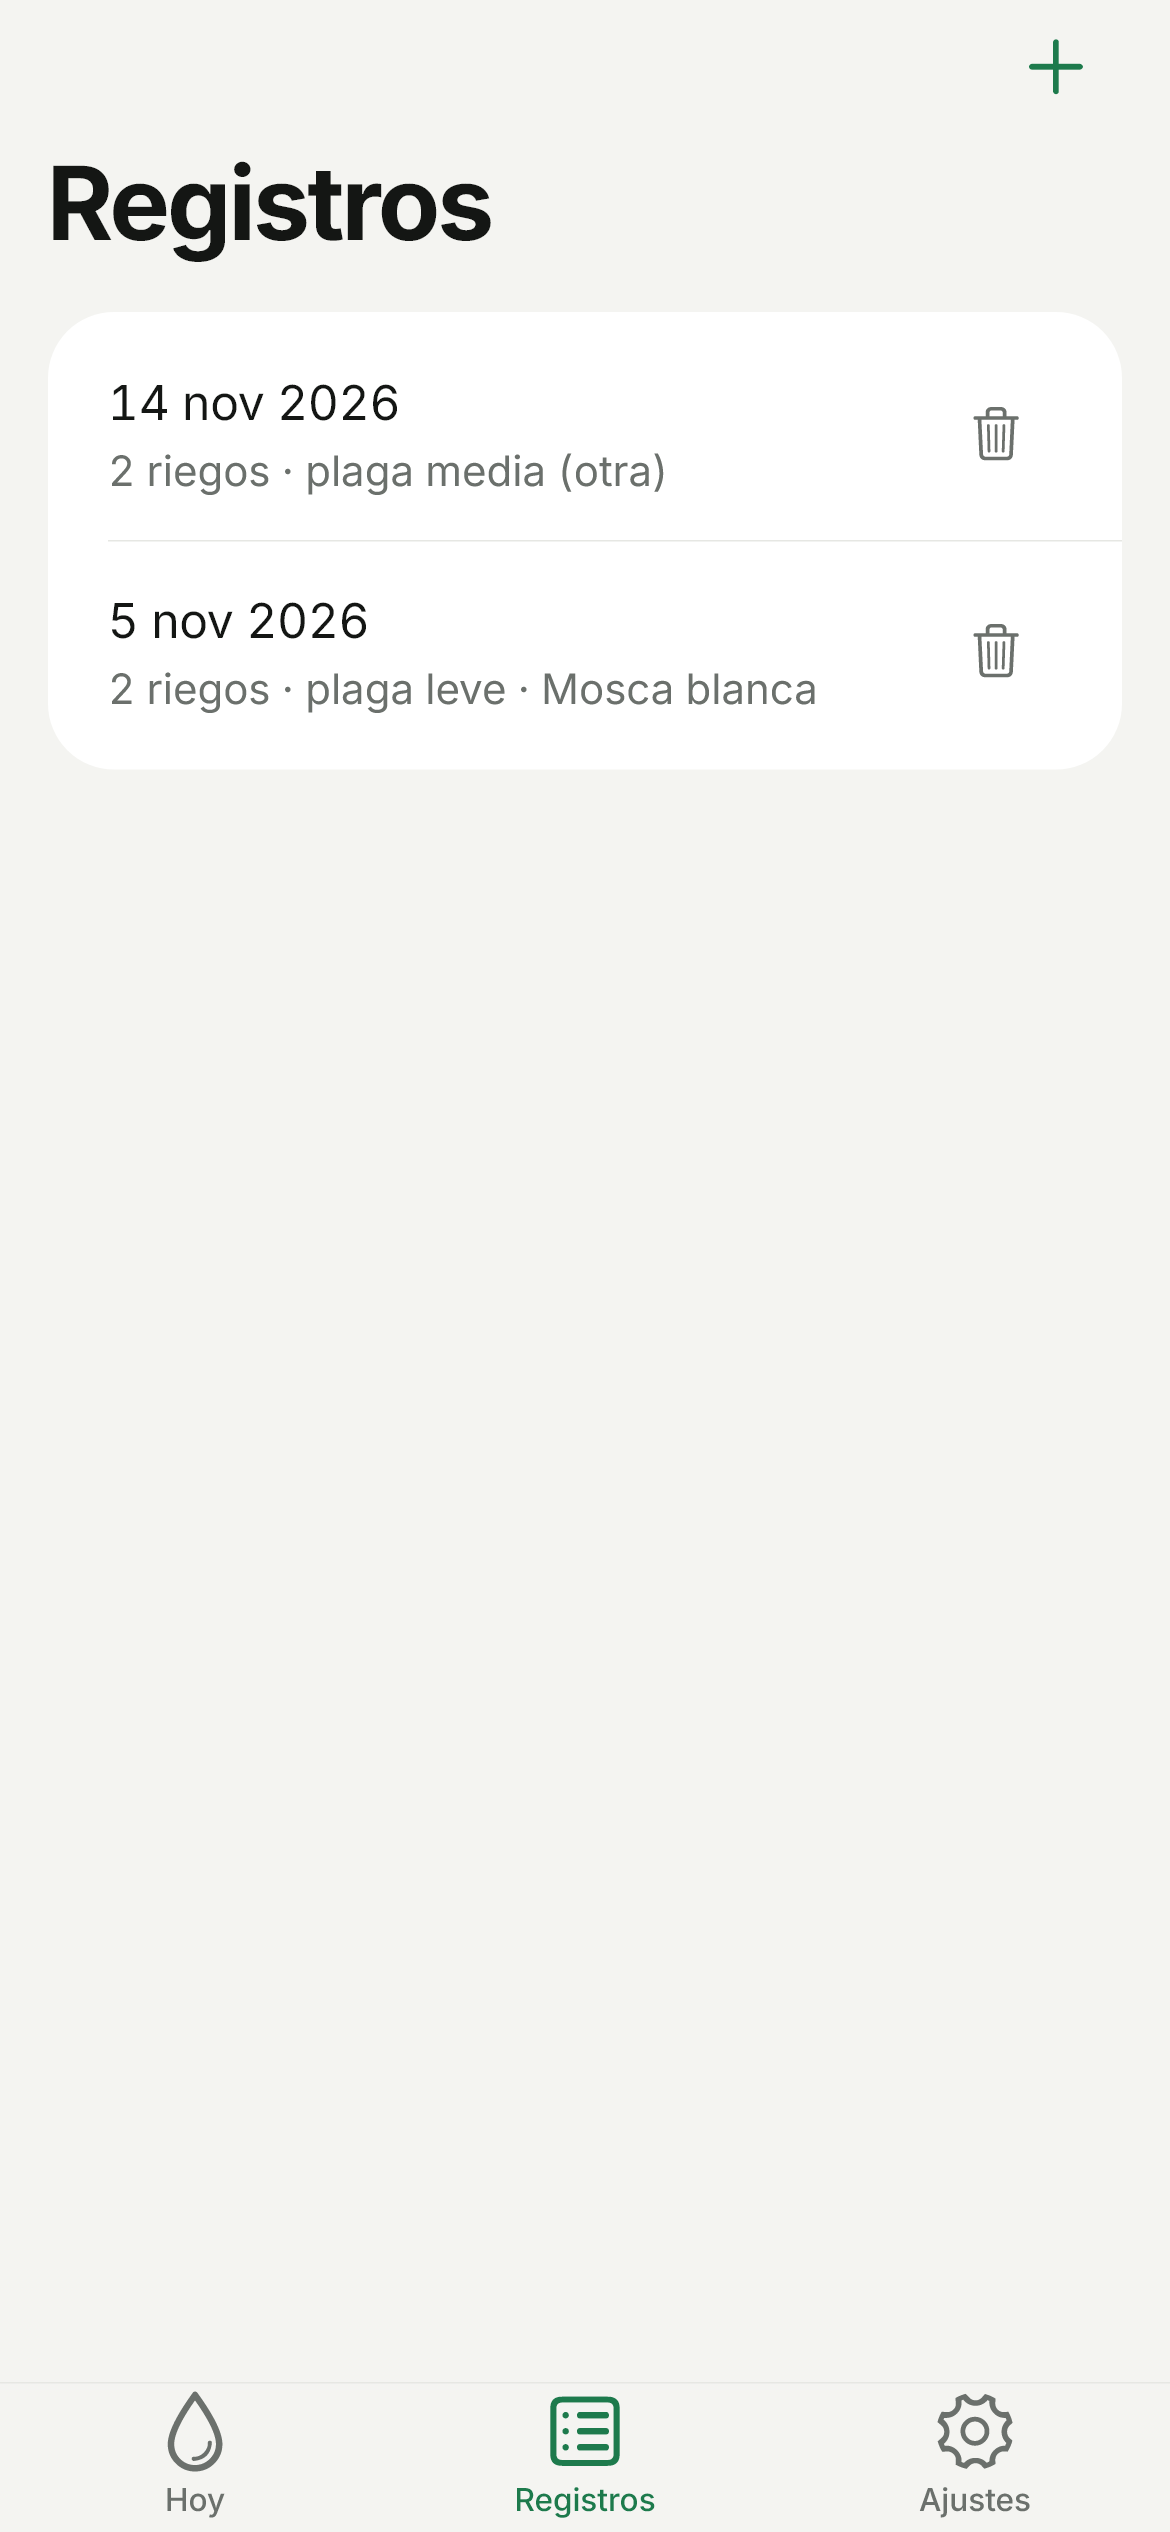 Registros
14 nov 2026
2 riegos · plaga media (otra)
5 nov 2026
2 riegos · plaga leve · Mosca blanca
Hoy
Registros
Ajustes